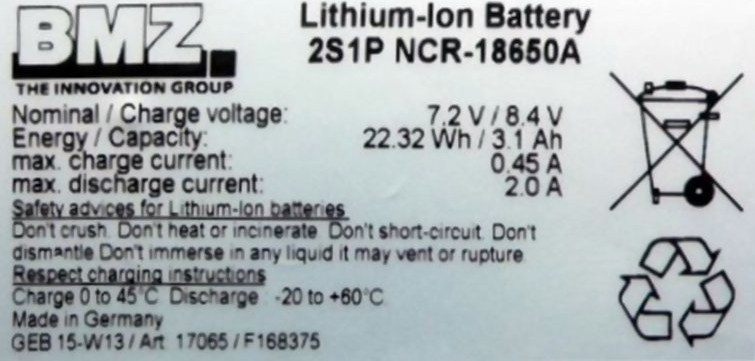 BMZ
THE INNOVATION GROUP
Lithium-Ion Battery
2S1P NCR-18650A
Nominal / Charge voltage: 7.2 V / 8.4 V
Energy / Capacity: 22.32 Wh / 3.1 Ah
max. charge current: 0.45 A
max. discharge current: 2.0 A
Safety advices for Lithium-Ion batteries
Don't crush. Don't heat or incinerate. Don't short-circuit. Don't
dismantle Don't immerse in any liquid it may vent or rupture
Respect charging instructions
Charge 0 to 45°C Discharge -20 to +60°C
Made in Germany
GEB 15-W13 / Art 17065 / F168375